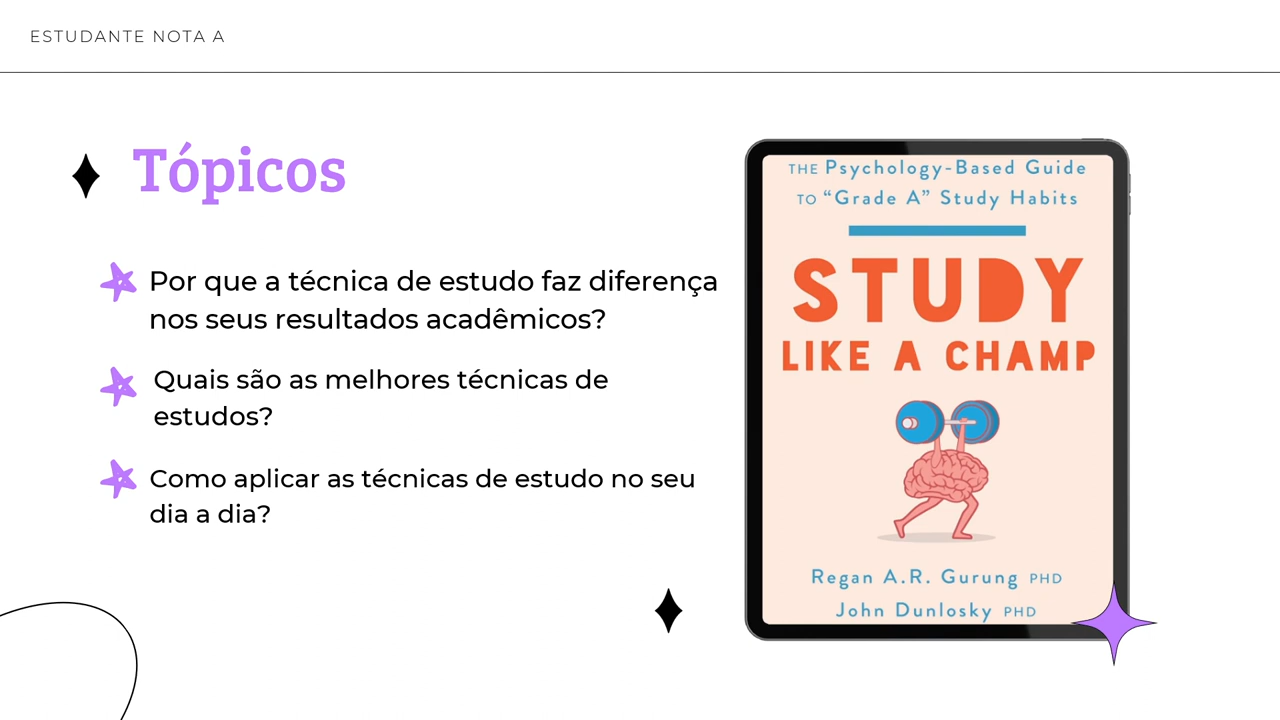 ESTUDANTE NOTA A
Tópicos
Por que a técnica de estudo faz diferença
nos seus resultados acadêmicos?
Quais são as melhores técnicas de
estudos?
Como aplicar as técnicas de estudo no seu
dia a dia?
THE Psychology-Based Guide
TO “Grade A” Study Habits
STUDY
LIKE A CHAMP
Regan A.R. Gurung PHD
John Dunlosky PHD